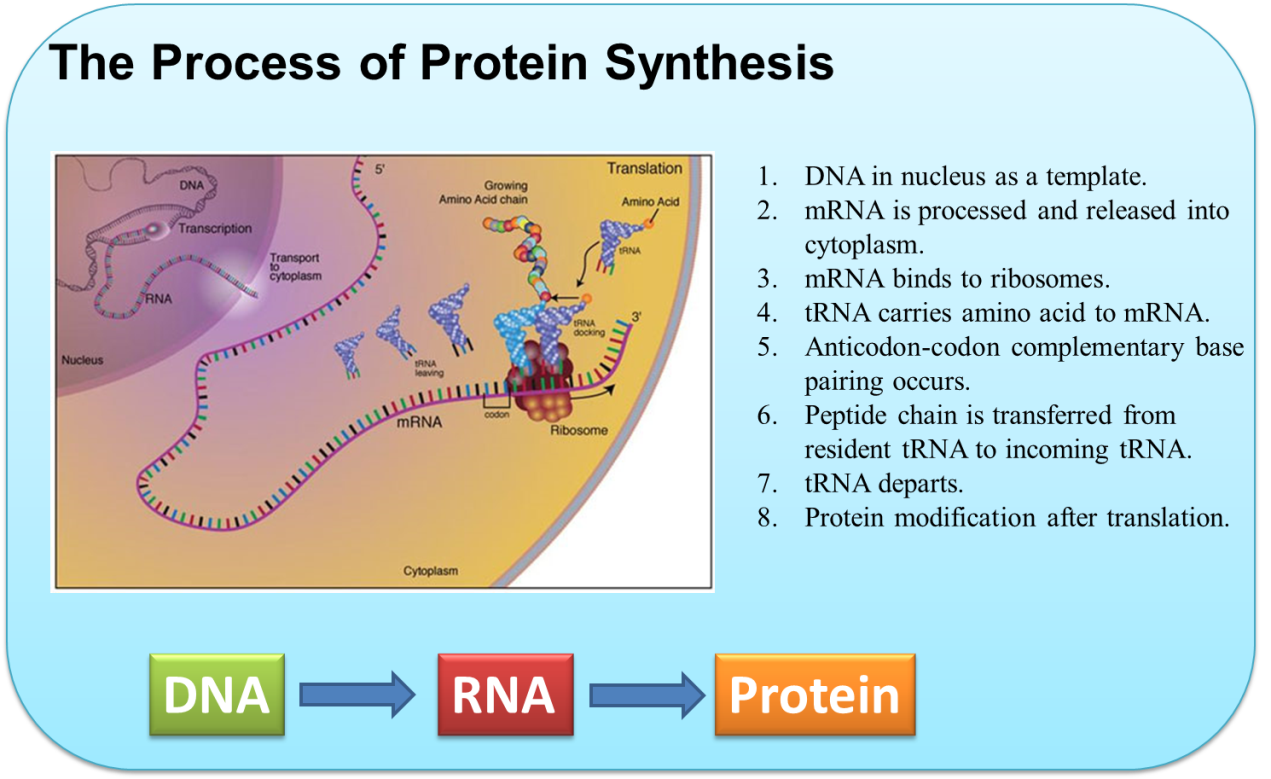 The Process of Protein Synthesis
5'
Translation
DNA
Growing
Amino Acid chain
Amino Acid
Transcription
tRNA
Transport
to
cytoplasm
RNA
3'
tRNA
docking
Nucleus
tRNA
leaving
codon
mRNA
Ribosome
Cytoplasm
1. DNA in nucleus as a template.
2. mRNA is processed and released into
cytoplasm.
3. mRNA binds to ribosomes.
4. tRNA carries amino acid to mRNA.
5. Anticodon-codon complementary base
pairing occurs.
6. Peptide chain is transferred from
resident tRNA to incoming tRNA.
7. tRNA departs.
8. Protein modification after translation.
DNA
RNA
Protein